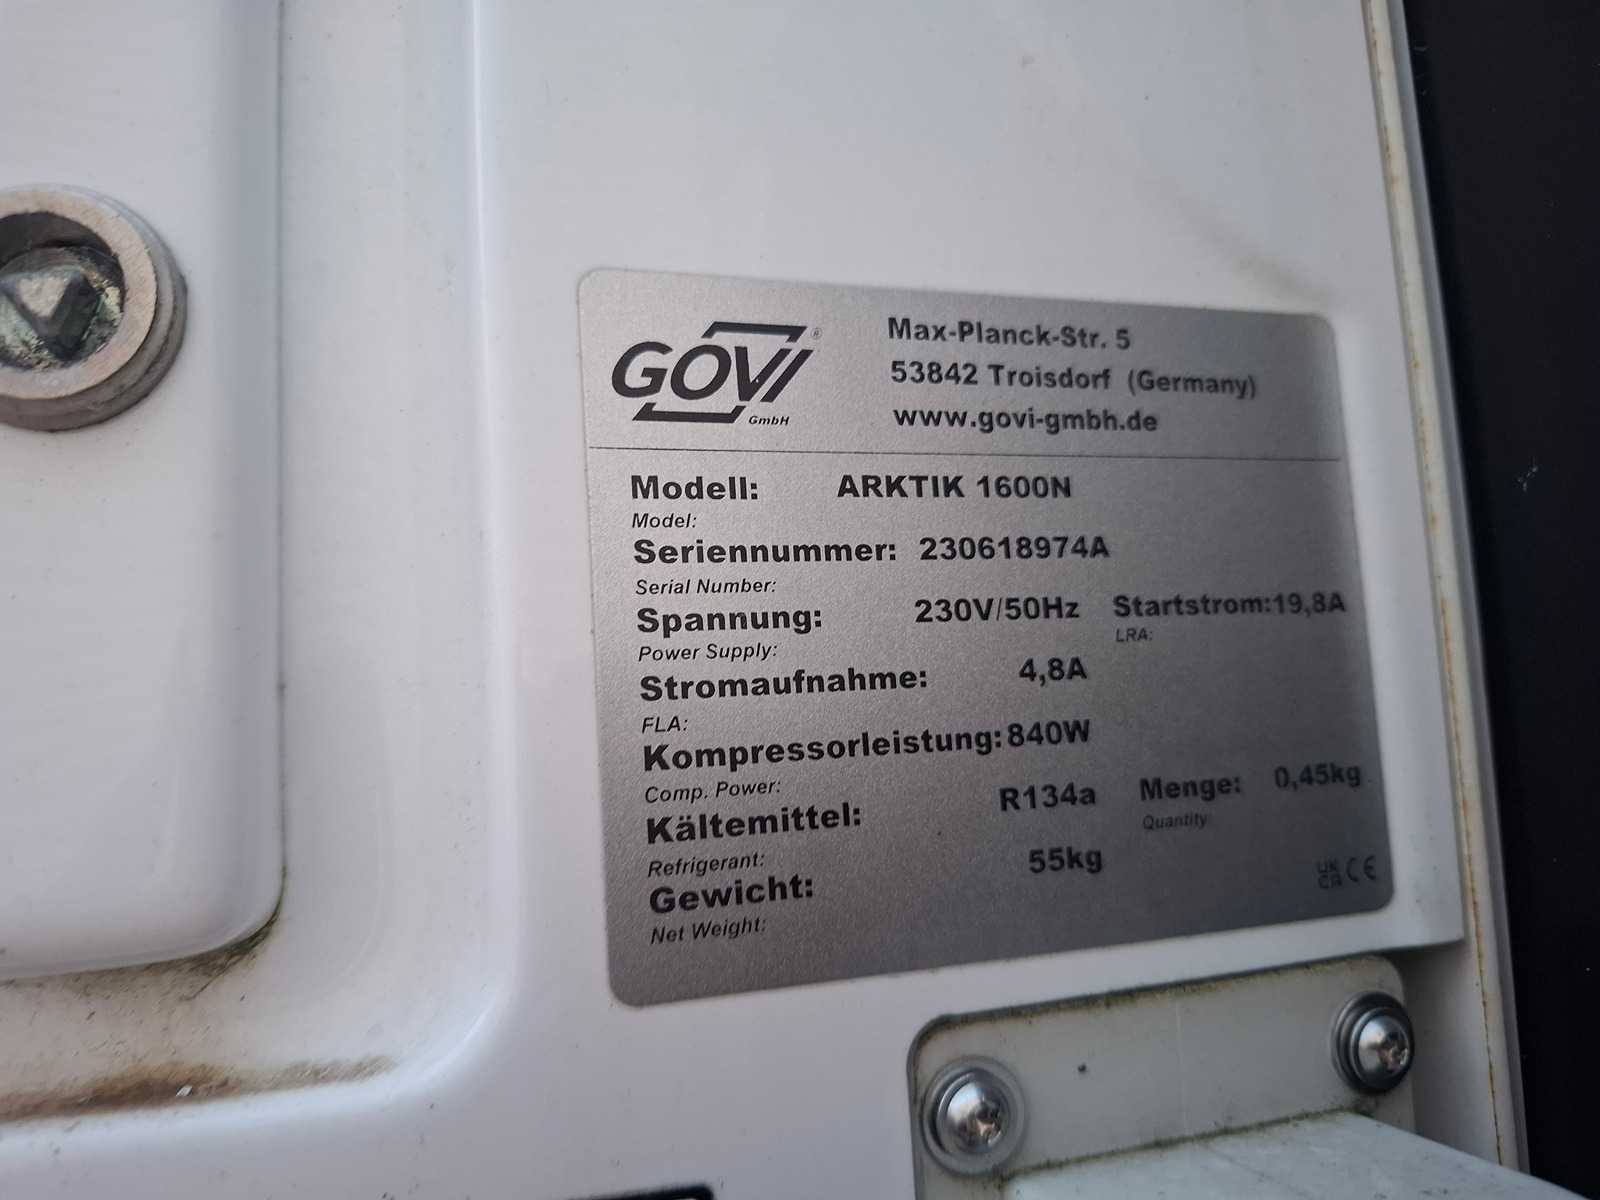 GOVI®
GmbH
Max-Planck-Str. 5
53842 Troisdorf (Germany)
www.govi-gmbh.de
Modell: ARKTIK 1600N
Model:
Seriennummer: 230618974A
Serial Number:
Spannung: 230V/50Hz Startstrom:19,8A
Power Supply: LRA:
Stromaufnahme: 4,8A
FLA:
Kompressorleistung: 840W
Comp. Power:
Kältemittel: R134a Menge: 0,45kg
Refrigerant: Quantity:
Gewicht: 55kg
Net Weight:
UK CA CE